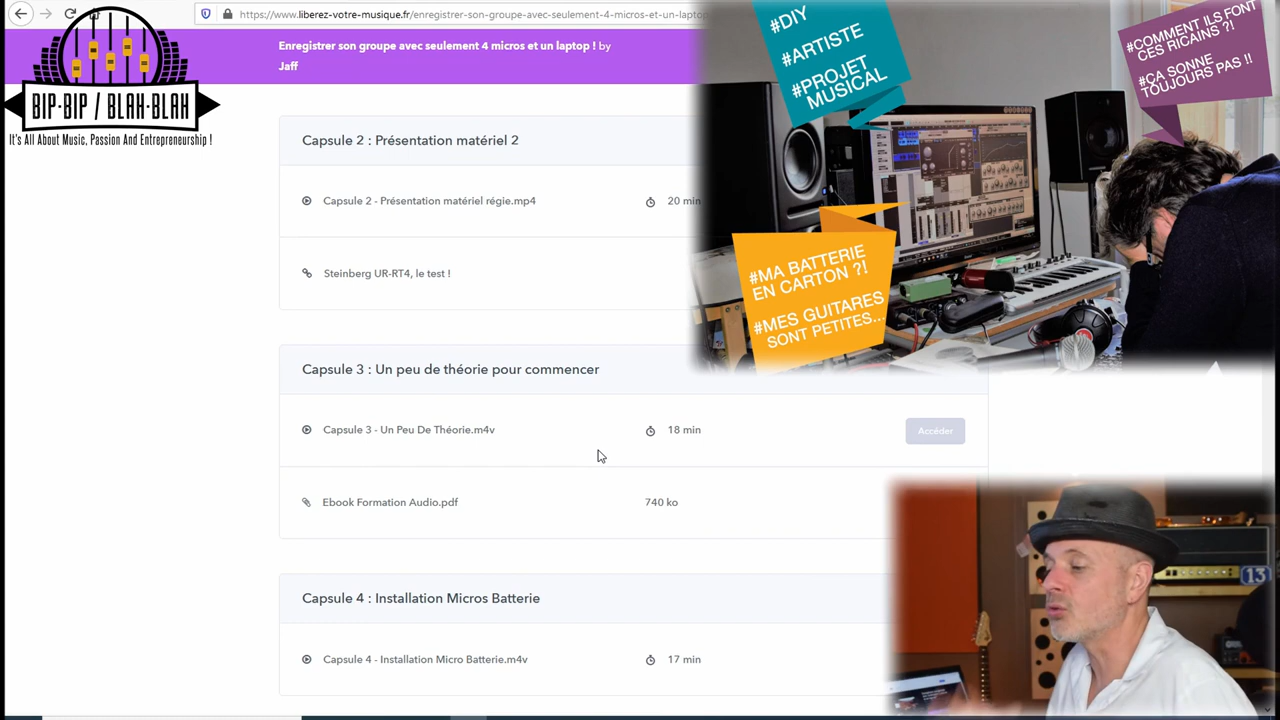 https://www.liberez-votre-musique.fr/enregistrer-son-groupe-avec-seulement-4-micros-et-un-laptop
BIP·BIP / BLAH·BLAH
It's All About Music, Passion And Entrepreneurship !
Enregistrer son groupe avec seulement 4 micros et un laptop ! by
Jaff
#DIY
#ARTISTE
#PROJET
MUSICAL
#COMMENT ILS FONT
CES RICAINS ?!
#ÇA SONNE
TOUJOURS PAS !!
#MA BATTERIE
EN CARTON ?!
#MES GUITARES
SONT PETITES...
Capsule 2 : Présentation matériel 2
Capsule 2 - Présentation matériel régie.mp4
20 min
Steinberg UR-RT4, le test !
Capsule 3 : Un peu de théorie pour commencer
Capsule 3 - Un Peu De Théorie.m4v
18 min
Accéder
Ebook Formation Audio.pdf
740 ko
Capsule 4 : Installation Micros Batterie
Capsule 4 - Installation Micro Batterie.m4v
17 min
13